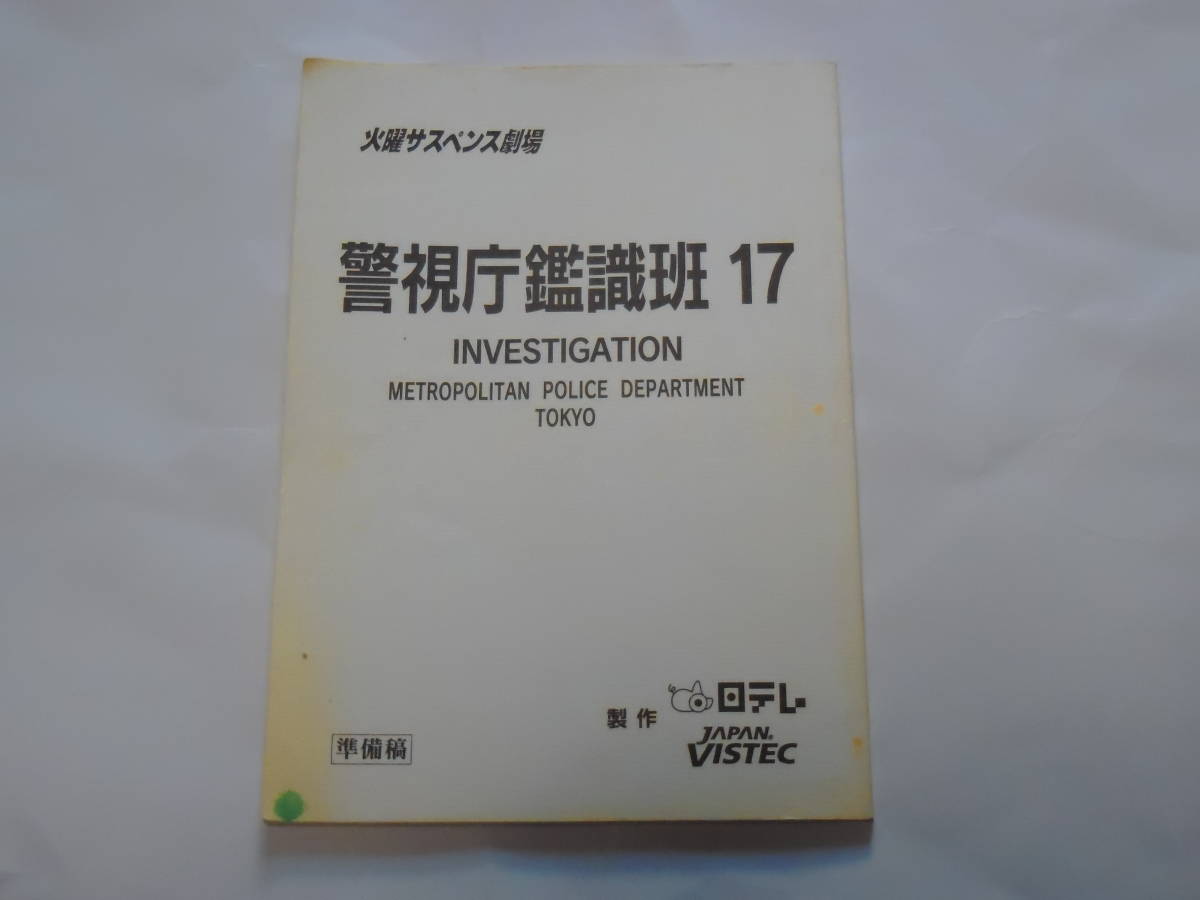 火曜サスペンス劇場
警視庁鑑識班 17
INVESTIGATION
METROPOLITAN POLICE DEPARTMENT
TOKYO
製作 日テレ
JAPAN VISTEC
準備稿